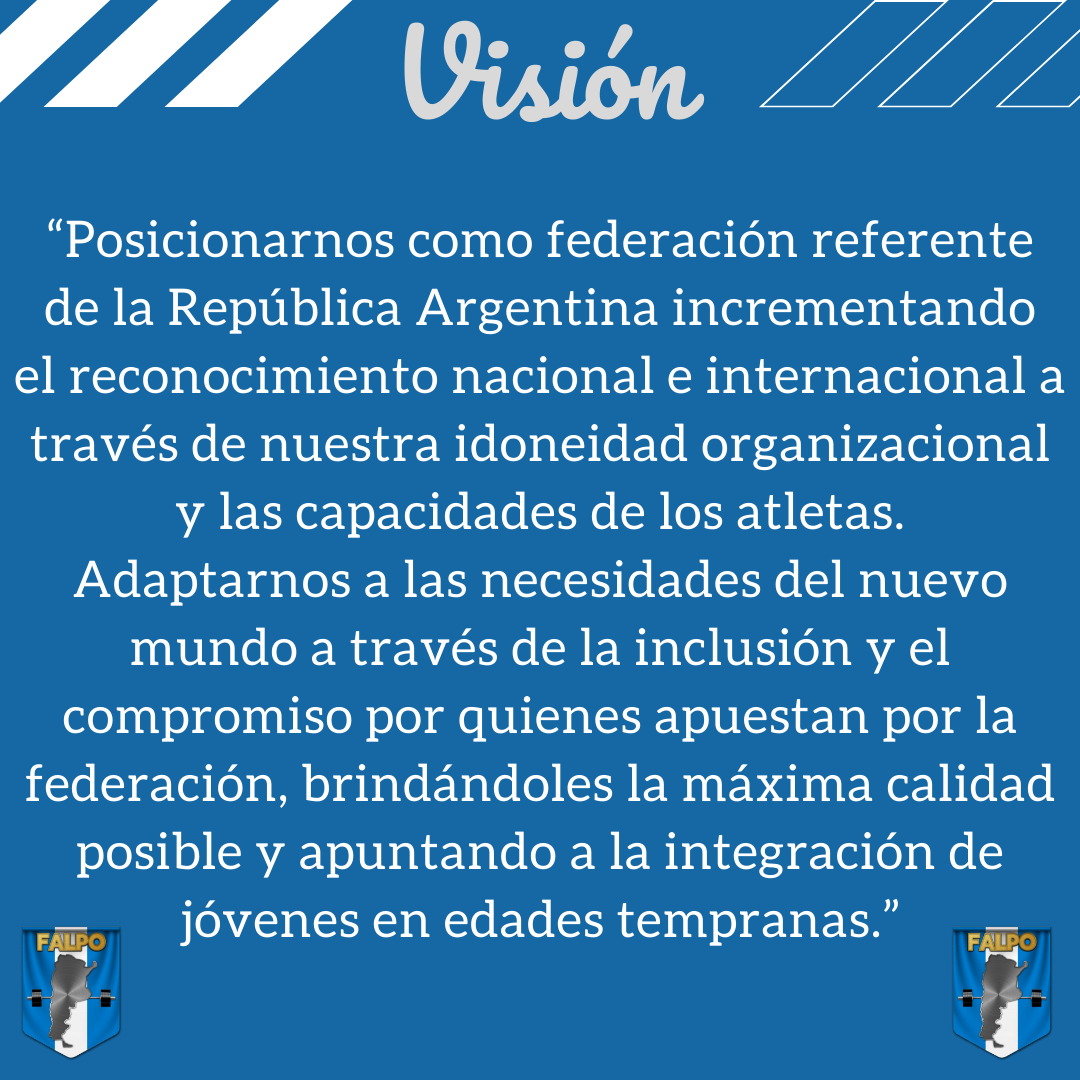 Visión
“Posicionarnos como federación referente
de la República Argentina incrementando
el reconocimiento nacional e internacional a
través de nuestra idoneidad organizacional
y las capacidades de los atletas.
Adaptarnos a las necesidades del nuevo
mundo a través de la inclusión y el
compromiso por quienes apuestan por la
federación, brindándoles la máxima calidad
posible y apuntando a la integración de
jóvenes en edades tempranas.”
FALPO
FALPO